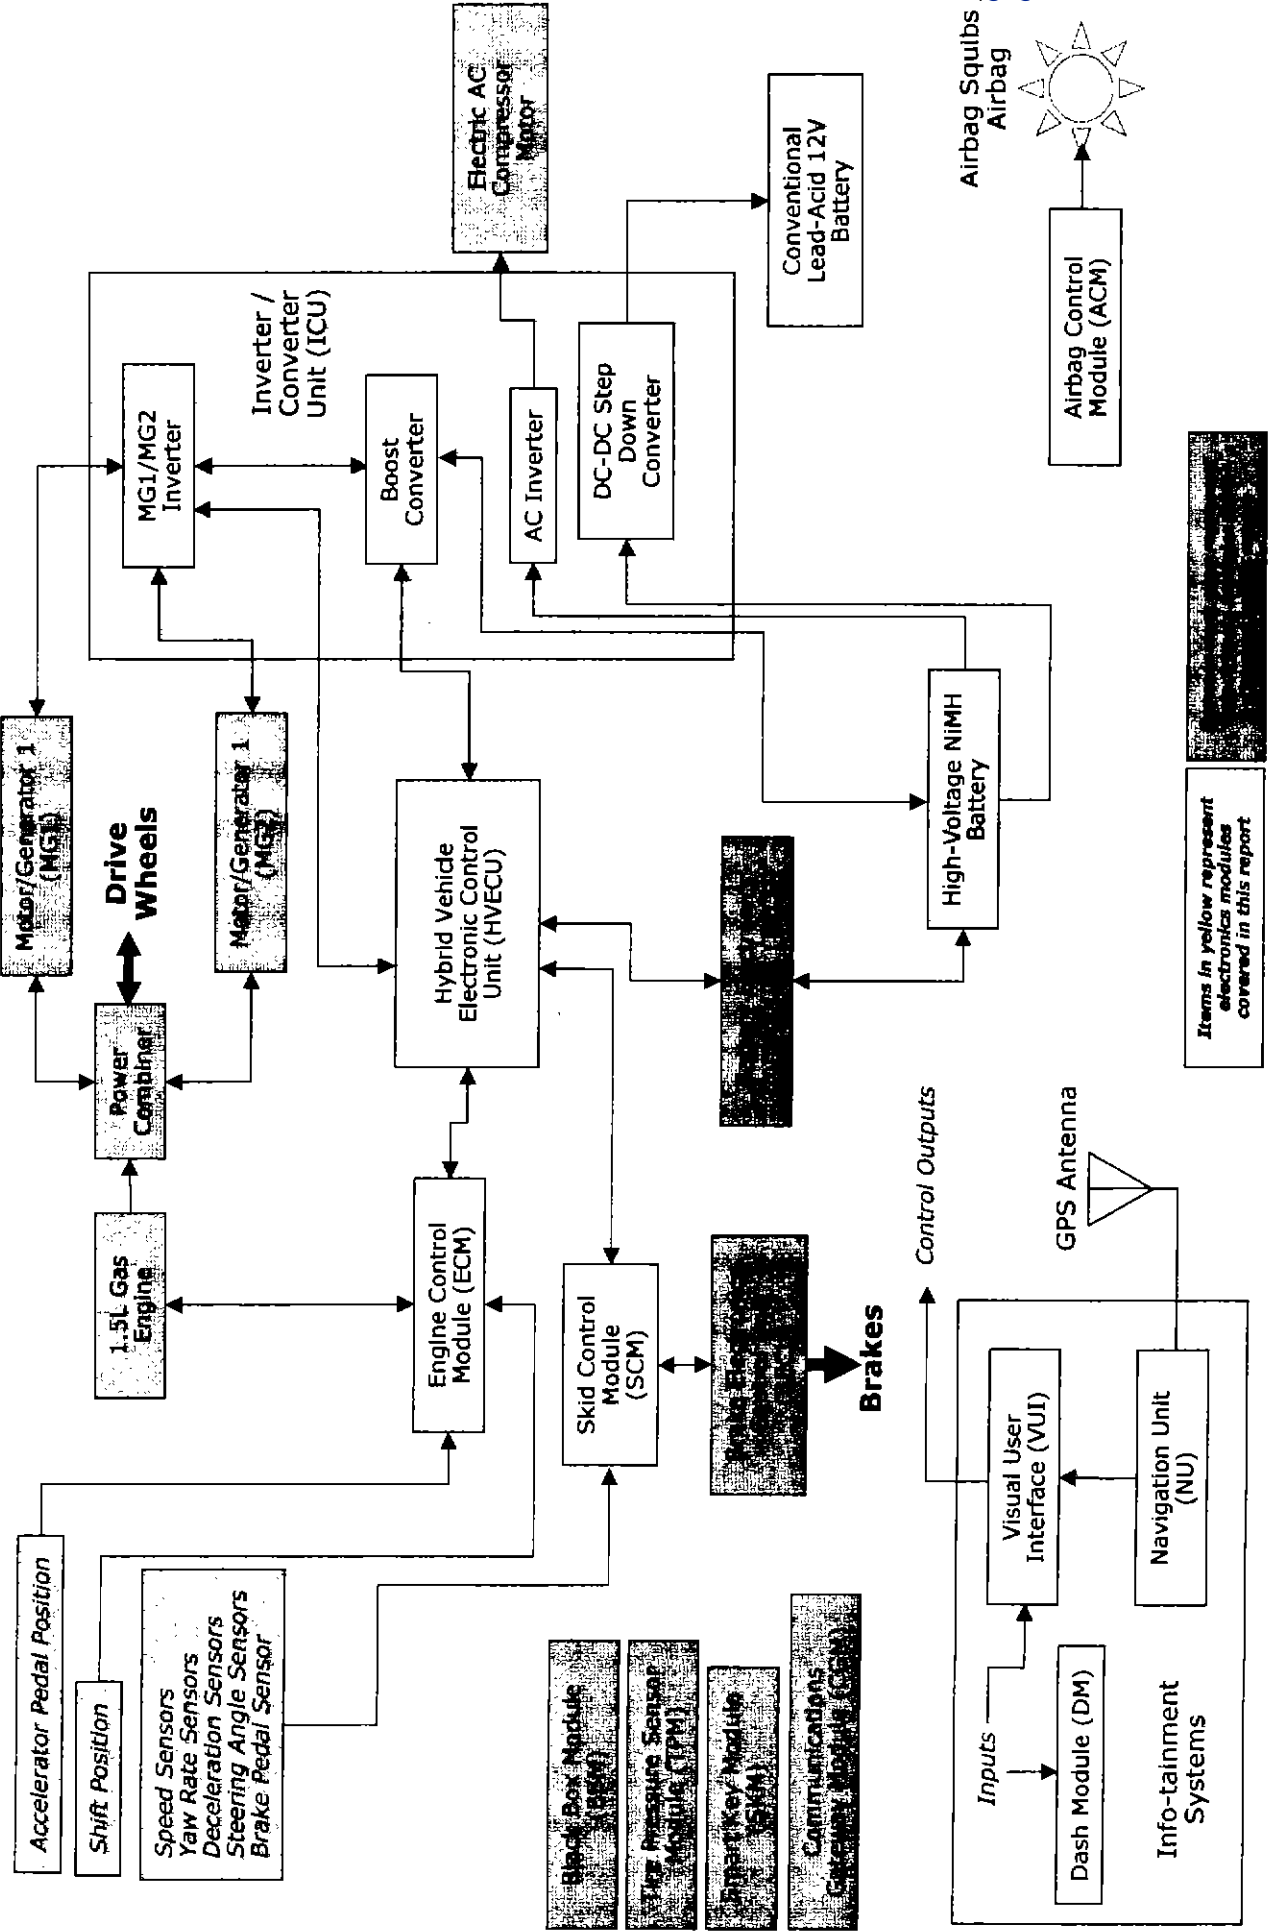 Accelerator Pedal Position
Shift Position
Speed Sensors
Yaw Rate Sensors
Deceleration Sensors
Steering Angle Sensors
Brake Pedal Sensor
1.5L Gas
Engine
Power
Combiner
Drive
Wheels
Motor/Generator 1
(MG1)
Motor/Generator 1
(MG2)
MG1/MG2
Inverter
Inverter /
Converter
Unit (ICU)
Boost
Converter
AC Inverter
DC-DC Step
Down
Converter
Electric AC
Compressor
Motor
Conventional
Lead-Acid 12V
Battery
Engine Control
Module (ECM)
Hybrid Vehicle
Electronic Control
Unit (HVECU)
Skid Control
Module
(SCM)
Brakes
High-Voltage NiMH
Battery
Black Box Module
(BBM)
Tire Pressure Sensor
Module (TPM)
Smart Key Module
(SKM)
Communications
Gateway Module (CGM)
Inputs
Dash Module (DM)
Visual User
Interface (VUI)
Navigation Unit
(NU)
Info-tainment
Systems
Control Outputs
GPS Antenna
Airbag Control
Module (ACM)
Airbag Squibs
Airbag
Items in yellow represent
electronics modules
covered in this report